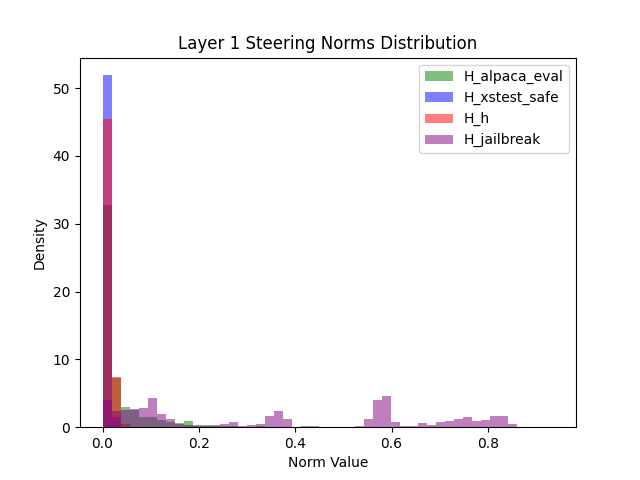 Layer 1 Steering Norms Distribution
H_alpaca_eval
H_xstest_safe
H_h
H_jailbreak
Density
50
40
30
20
10
0
0.0 0.2 0.4 0.6 0.8
Norm Value